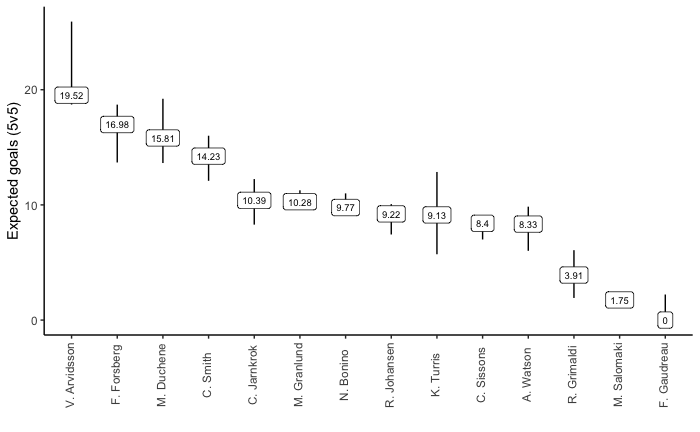 Expected goals (5v5)
20
10
0
19.52
16.98
15.81
14.23
10.39
10.28
9.77
9.22
9.13
8.4
8.33
3.91
1.75
0
V. Arvidsson
F. Forsberg
M. Duchene
C. Smith
C. Jarnkrok
M. Granlund
N. Bonino
R. Johansen
K. Turris
C. Sissons
A. Watson
R. Grimaldi
M. Salomaki
F. Gaudreau